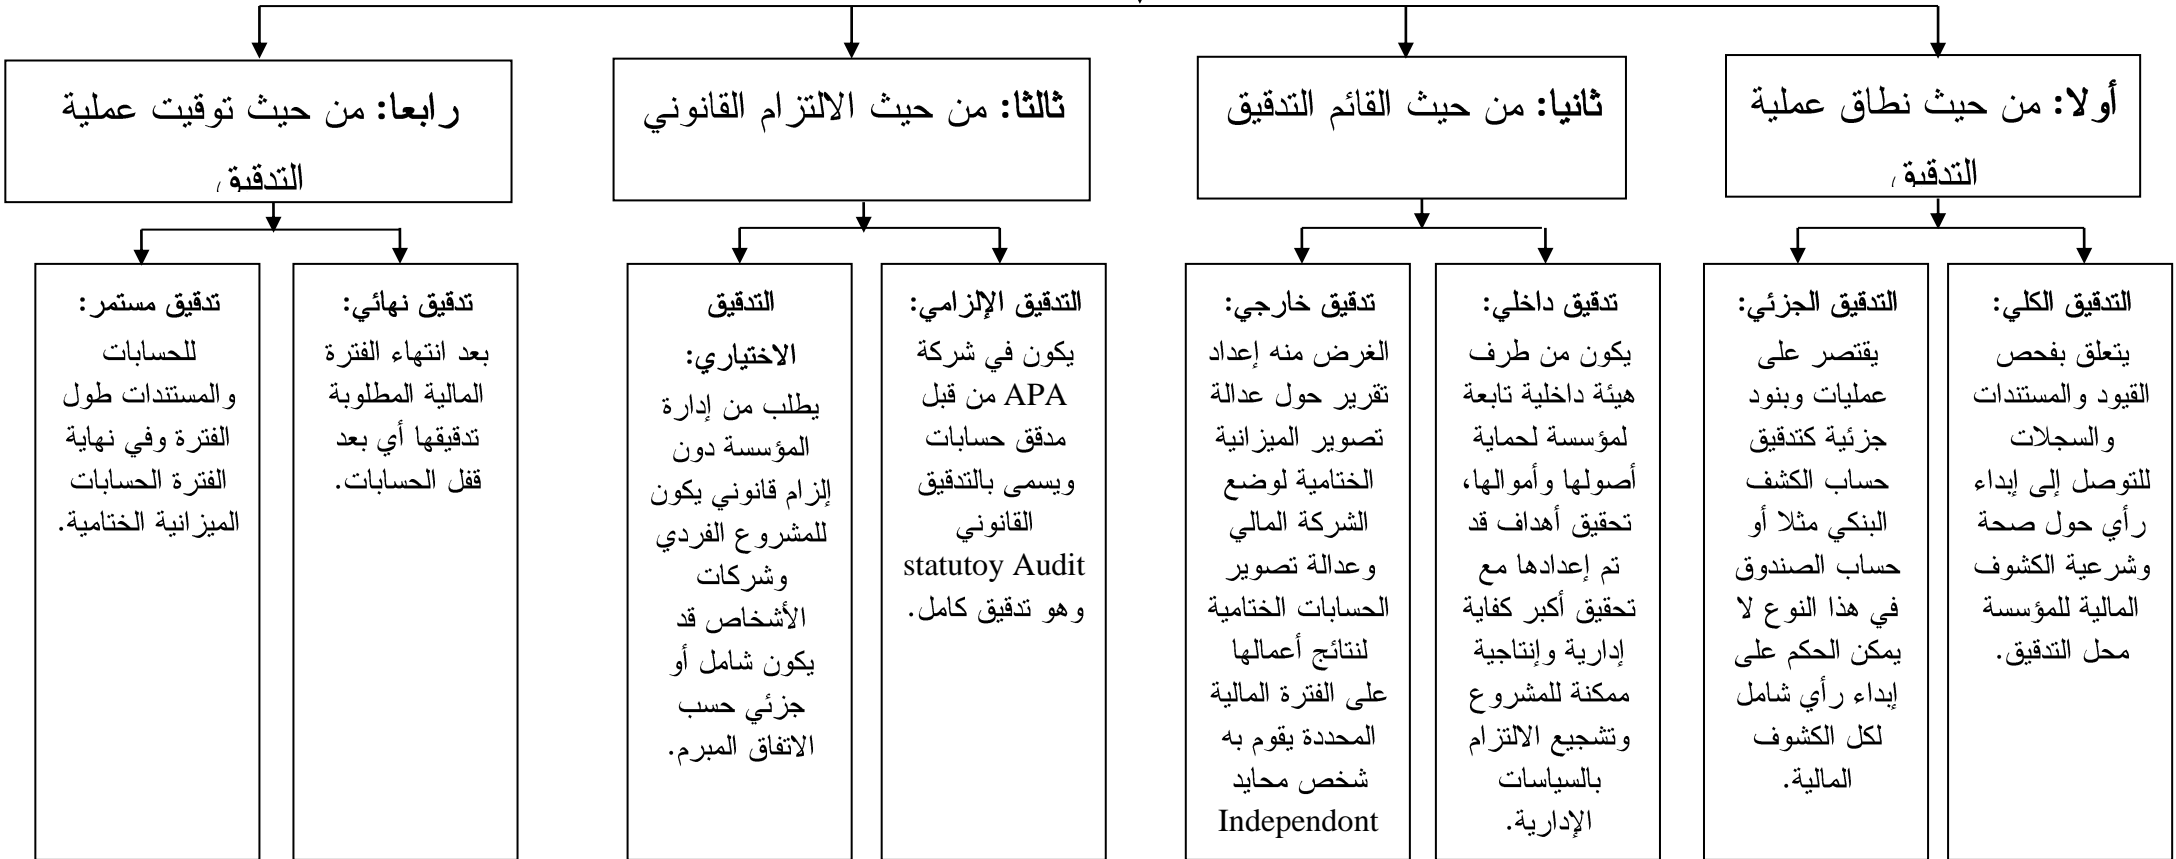 أولا: من حيث نطاق عملية
التدقيق
ثانيا: من حيث القائم التدقيق
ثالثا: من حيث الالتزام القانوني
رابعا: من حيث توقيت عملية
التدقيق
التدقيق الكلي:
يتعلق بفحص
القيود والمستندات
والسجلات
للتوصل إلى إبداء
رأي حول صحة
وشرعية الكشوف
المالية للمؤسسة
محل التدقيق.
التدقيق الجزئي:
يقتصر على
عمليات وبنود
جزئية كتدقيق
حساب الكشف
البنكي مثلا أو
حساب الصندوق
في هذا النوع لا
يمكن الحكم على
إبداء رأي شامل
لكل الكشوف
المالية.
تدقيق داخلي:
يكون من طرف
هيئة داخلية تابعة
لمؤسسة لحماية
أصولها وأموالها،
تحقيق أهداف قد
تم إعدادها مع
تحقيق أكبر كفاية
إدارية وإنتاجية
ممكنة للمشروع
وتشجيع الالتزام
بالسياسات
الإدارية.
تدقيق خارجي:
الغرض منه إعداد
تقرير حول عدالة
تصوير الميزانية
الختامية لوضع
الشركة المالي
وعدالة تصوير
الحسابات الختامية
لنتائج أعمالها
على الفترة المالية
المحددة يقوم به
شخص محايد
Independont
التدقيق الإلزامي:
يكون في شركة
APA من قبل
مدقق حسابات
ويسمى بالتدقيق
القانوني
statutoy Audit
وهو تدقيق كامل.
التدقيق
الاختياري:
يطلب من إدارة
المؤسسة دون
إلزام قانوني يكون
للمشروع الفردي
وشركات
الأشخاص قد
يكون شامل أو
جزئي حسب
الاتفاق المبرم.
تدقيق نهائي:
بعد انتهاء الفترة
المالية المطلوبة
تدقيقها أي بعد
قفل الحسابات.
تدقيق مستمر:
للحسابات
والمستندات طول
الفترة وفي نهاية
الفترة الحسابات
الميزانية الختامية.